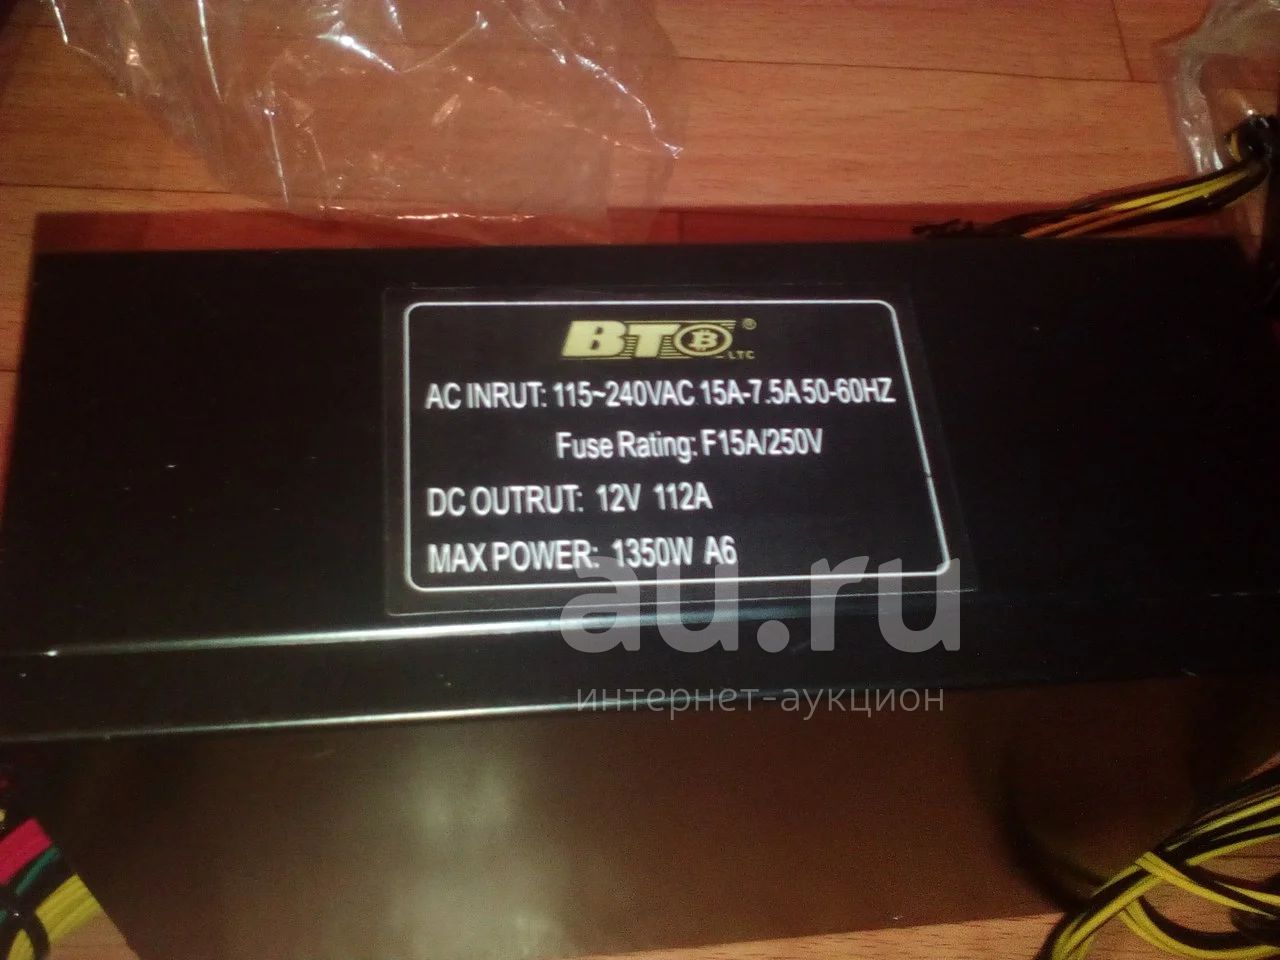 BTC®
LTC
AC INRUT: 115~240VAC 15A-7.5A 50-60HZ
Fuse Rating: F15A/250V
DC OUTRUT: 12V 112A
MAX POWER: 1350W A6
au.ru
интернет-аукцион